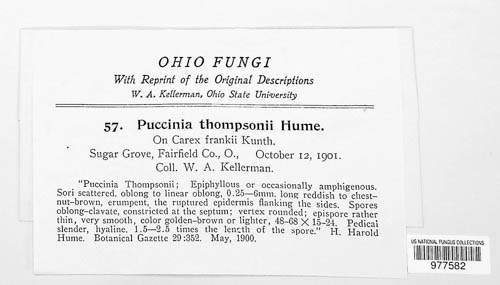 OHIO FUNGI
With Reprint of the Original Descriptions
W. A. Kellerman, Ohio State University
57. Puccinia thompsonii Hume.
On Carex frankii Kunth.
Sugar Grove, Fairfield Co., O., October 12, 1901.
Coll. W. A. Kellerman.
"Puccinia Thompsonii; Epiphyllous or occasionally amphigenous.
Sori scattered, oblong to linear oblong, 0.25—6mm. long reddish to chest-
nut-brown, erumpent, the ruptured epidermis flanking the sides. Spores
oblong-clavate, constricted at the septum; vertex rounded; epispore rather
thin, very smooth, color golden-brown or lighter, 48-68 × 15-24. Pedical
slender, hyaline, 1.5—2.5 times the length of the spore." H. Harold
Hume. Botanical Gazette 29:352. May, 1900.
US NATIONAL FUNGUS COLLECTIONS
977582